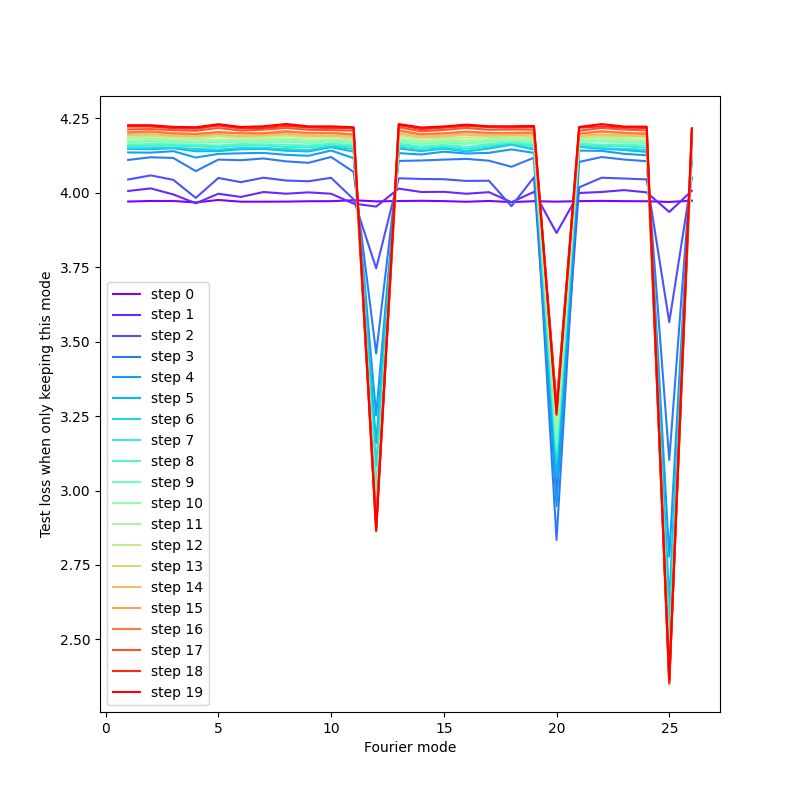 4.25
4.00
3.75
3.50
3.25
3.00
2.75
2.50
Test loss when only keeping this mode
step 0
step 1
step 2
step 3
step 4
step 5
step 6
step 7
step 8
step 9
step 10
step 11
step 12
step 13
step 14
step 15
step 16
step 17
step 18
step 19
0 5 10 15 20 25
Fourier mode